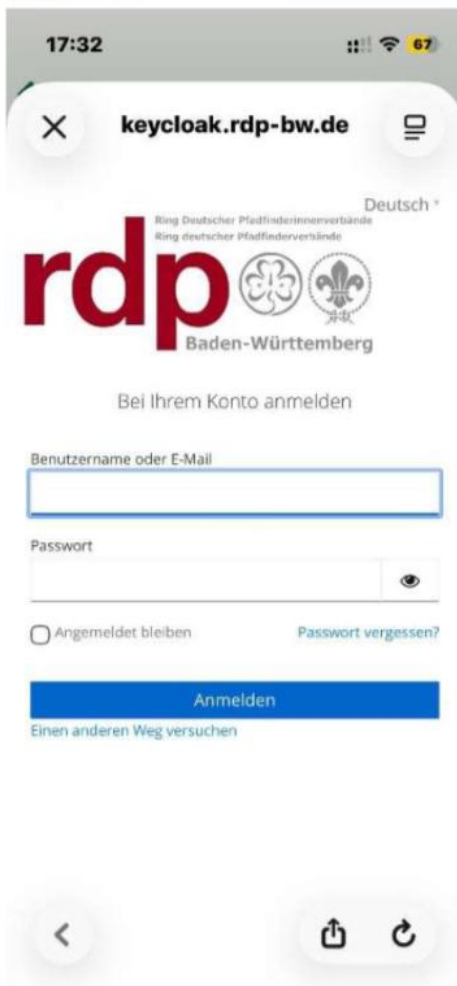 17:32
67
keycloak.rdp-bw.de
Deutsch
Ring Deutscher Pfadfinderinnenverbände
Ring deutscher Pfadfinderverbände
rdp
Baden-Württemberg
Bei Ihrem Konto anmelden
Benutzername oder E-Mail
Passwort
Angemeldet bleiben
Passwort vergessen?
Anmelden
Einen anderen Weg versuchen